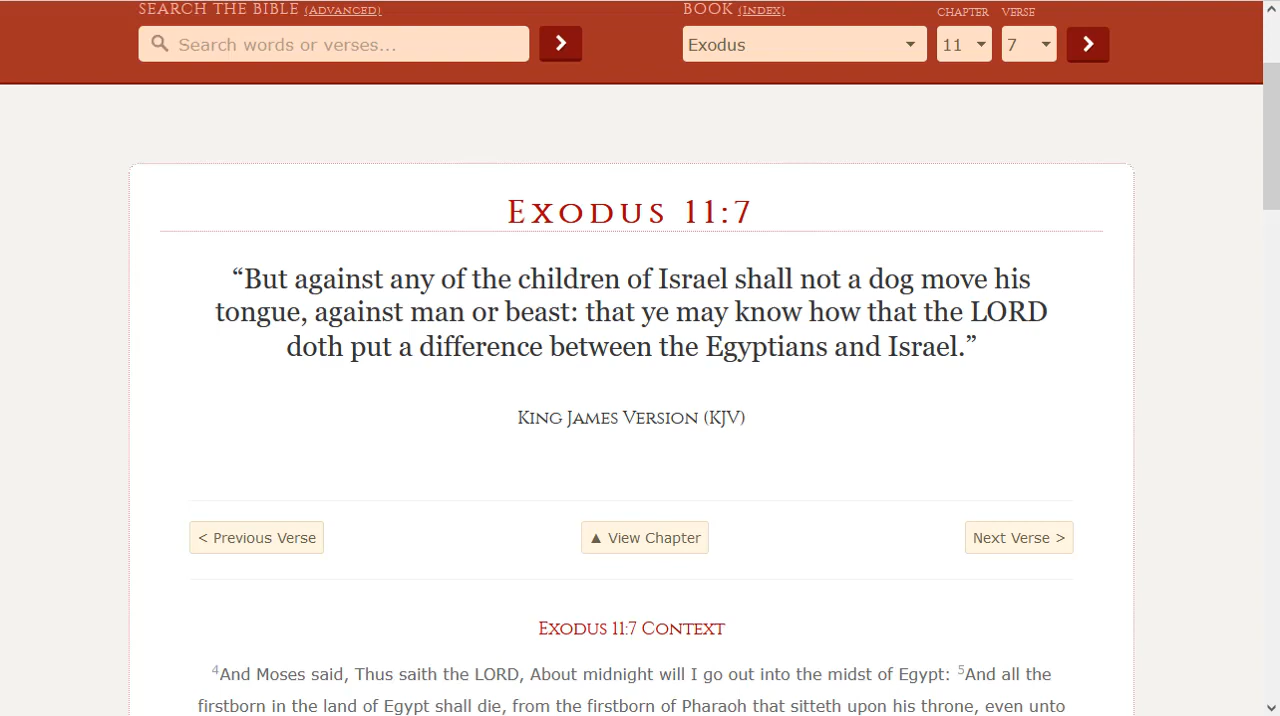 SEARCH THE BIBLE (ADVANCED)
BOOK (INDEX)
CHAPTER VERSE
Search words or verses...
Exodus
11
7
EXODUS 11:7
“But against any of the children of Israel shall not a dog move his
tongue, against man or beast: that ye may know how that the LORD
doth put a difference between the Egyptians and Israel.”
KING JAMES VERSION (KJV)
< Previous Verse
▲ View Chapter
Next Verse >
EXODUS 11:7 CONTEXT
4And Moses said, Thus saith the LORD, About midnight will I go out into the midst of Egypt: 5And all the
firstborn in the land of Egypt shall die, from the firstborn of Pharaoh that sitteth upon his throne, even unto